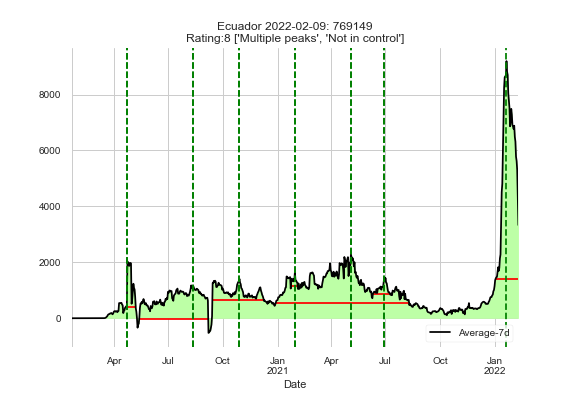 Ecuador 2022-02-09: 769149
Rating:8 ['Multiple peaks', 'Not in control']
8000
6000
4000
2000
0
Average-7d
Apr Jul Oct Jan Apr Jul Oct Jan
2021 2022
Date